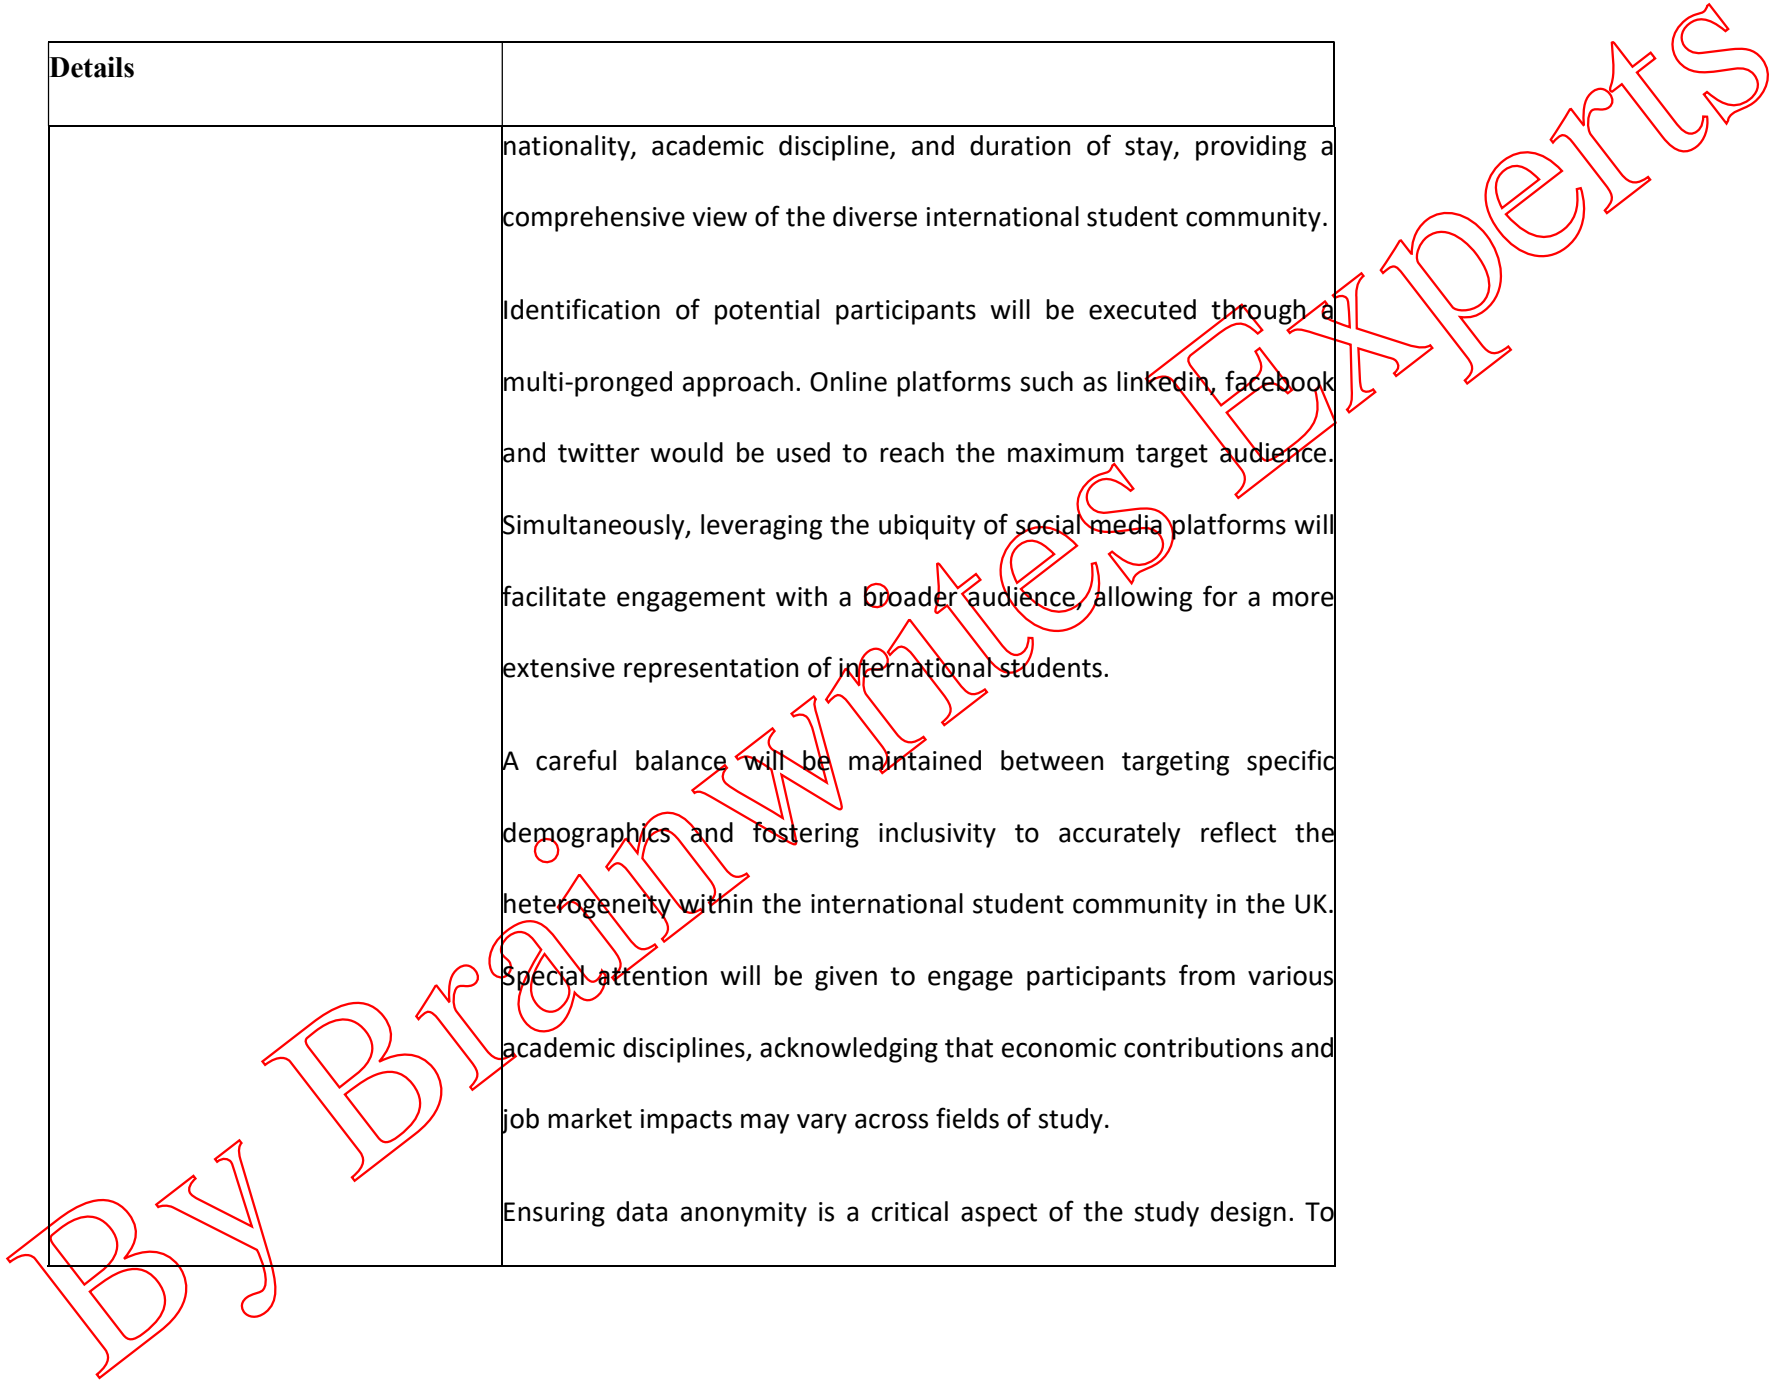 Details
nationality, academic discipline, and duration of stay, providing a
comprehensive view of the diverse international student community.
Identification of potential participants will be executed through a
multi-pronged approach. Online platforms such as linkedin, facebook
and twitter would be used to reach the maximum target audience.
Simultaneously, leveraging the ubiquity of social media platforms will
facilitate engagement with a broader audience, allowing for a more
extensive representation of international students.
A careful balance will be maintained between targeting specific
demographics and fostering inclusivity to accurately reflect the
heterogeneity within the international student community in the UK.
Special attention will be given to engage participants from various
academic disciplines, acknowledging that economic contributions and
job market impacts may vary across fields of study.
Ensuring data anonymity is a critical aspect of the study design. To
By Brainwrites Experts